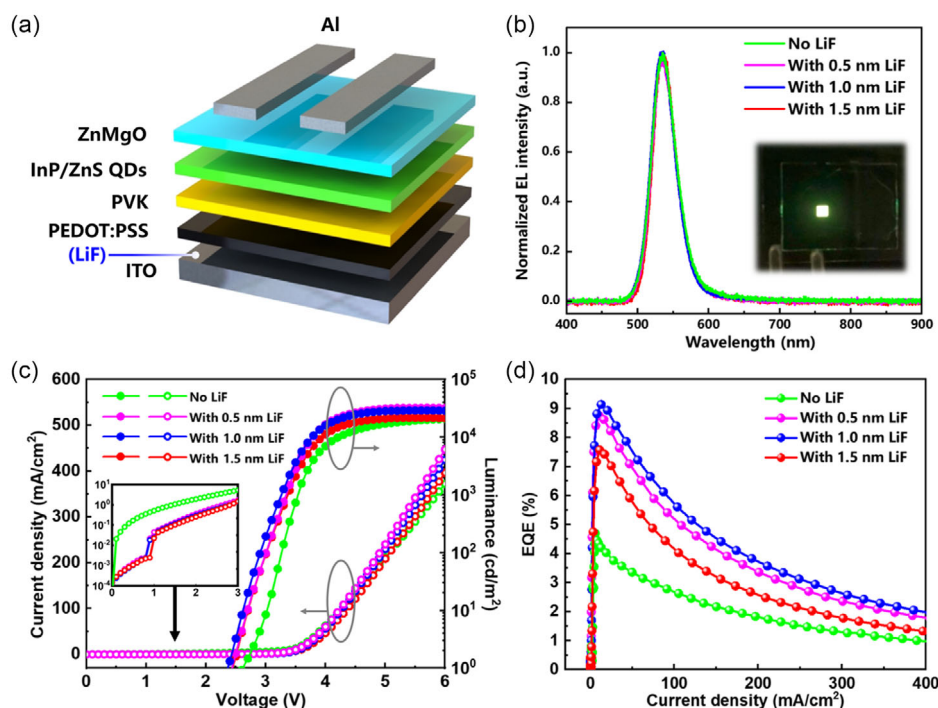 (a)
Al
ZnMgO
InP/ZnS QDs
PVK
PEDOT:PSS
(LiF)
ITO
(b)
Normalized EL intensity (a.u.)
1.0
0.8
0.6
0.4
0.2
0.0
No LiF
With 0.5 nm LiF
With 1.0 nm LiF
With 1.5 nm LiF
400 500 600 700 800 900
Wavelength (nm)
(c)
Current density (mA/cm²)
600
500
400
300
200
100
0
No LiF
With 0.5 nm LiF
With 1.0 nm LiF
With 1.5 nm LiF
10¹
10⁰
10⁻¹
10⁻²
10⁻³
10⁻⁴
0 1 2 3
10⁵
10⁴
10³
10²
10¹
10⁰
Luminance (cd/m²)
0 1 2 3 4 5 6
Voltage (V)
(d)
EQE (%)
10
9
8
7
6
5
4
3
2
1
0
No LiF
With 0.5 nm LiF
With 1.0 nm LiF
With 1.5 nm LiF
0 100 200 300 400
Current density (mA/cm²)